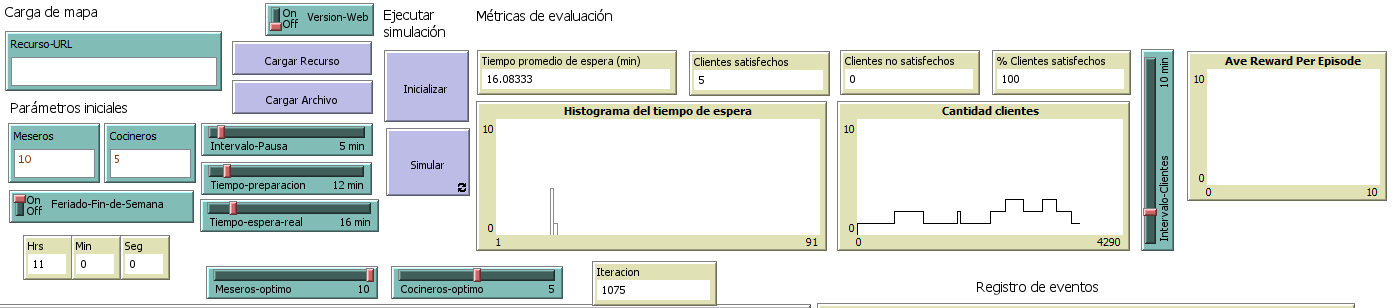 Carga de mapa
On
Off
Version-Web
Ejecutar
simulación
Métricas de evaluación
Recurso-URL
Cargar Recurso
Cargar Archivo
Inicializar
Simular
Tiempo promedio de espera (min)
16.08333
Clientes satisfechos
5
Clientes no satisfechos
0
% Clientes satisfechos
100
Parámetros iniciales
Meseros
10
Cocineros
5
Intervalo-Pausa 5 min
Tiempo-preparacion 12 min
Tiempo-espera-real 16 min
On
Off
Feriado-Fin-de-Semana
Hrs
11
Min
0
Seg
0
Histograma del tiempo de espera
10
0
1 91
Cantidad clientes
10
0
0 4290
Intervalo-Clientes 10 min
Ave Reward Per Episode
10
0
0 10
Meseros-optimo 10
Cocineros-optimo 5
Iteracion
1075
Registro de eventos